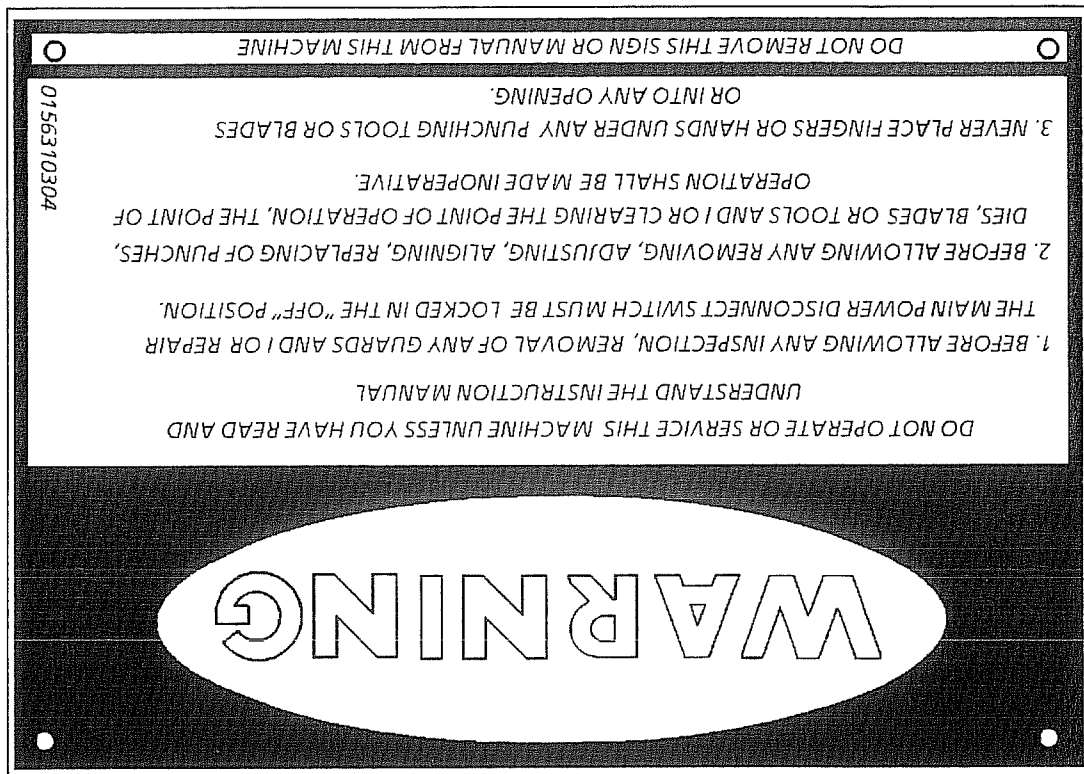 WARNING
DO NOT OPERATE OR SERVICE THIS MACHINE UNLESS YOU HAVE READ AND
UNDERSTAND THE INSTRUCTION MANUAL
1. BEFORE ALLOWING ANY INSPECTION, REMOVAL OF ANY GUARDS AND I OR REPAIR
THE MAIN POWER DISCONNECT SWITCH MUST BE LOCKED IN THE "OFF" POSITION.
2. BEFORE ALLOWING ANY REMOVING, ADJUSTING, ALIGNING, REPLACING OF PUNCHES,
DIES, BLADES OR TOOLS AND I OR CLEARING THE POINT OF OPERATION, THE POINT OF
OPERATION SHALL BE MADE INOPERATIVE.
3. NEVER PLACE FINGERS OR HANDS UNDER ANY PUNCHING TOOLS OR BLADES
OR INTO ANY OPENING.
0156310304
DO NOT REMOVE THIS SIGN OR MANUAL FROM THIS MACHINE